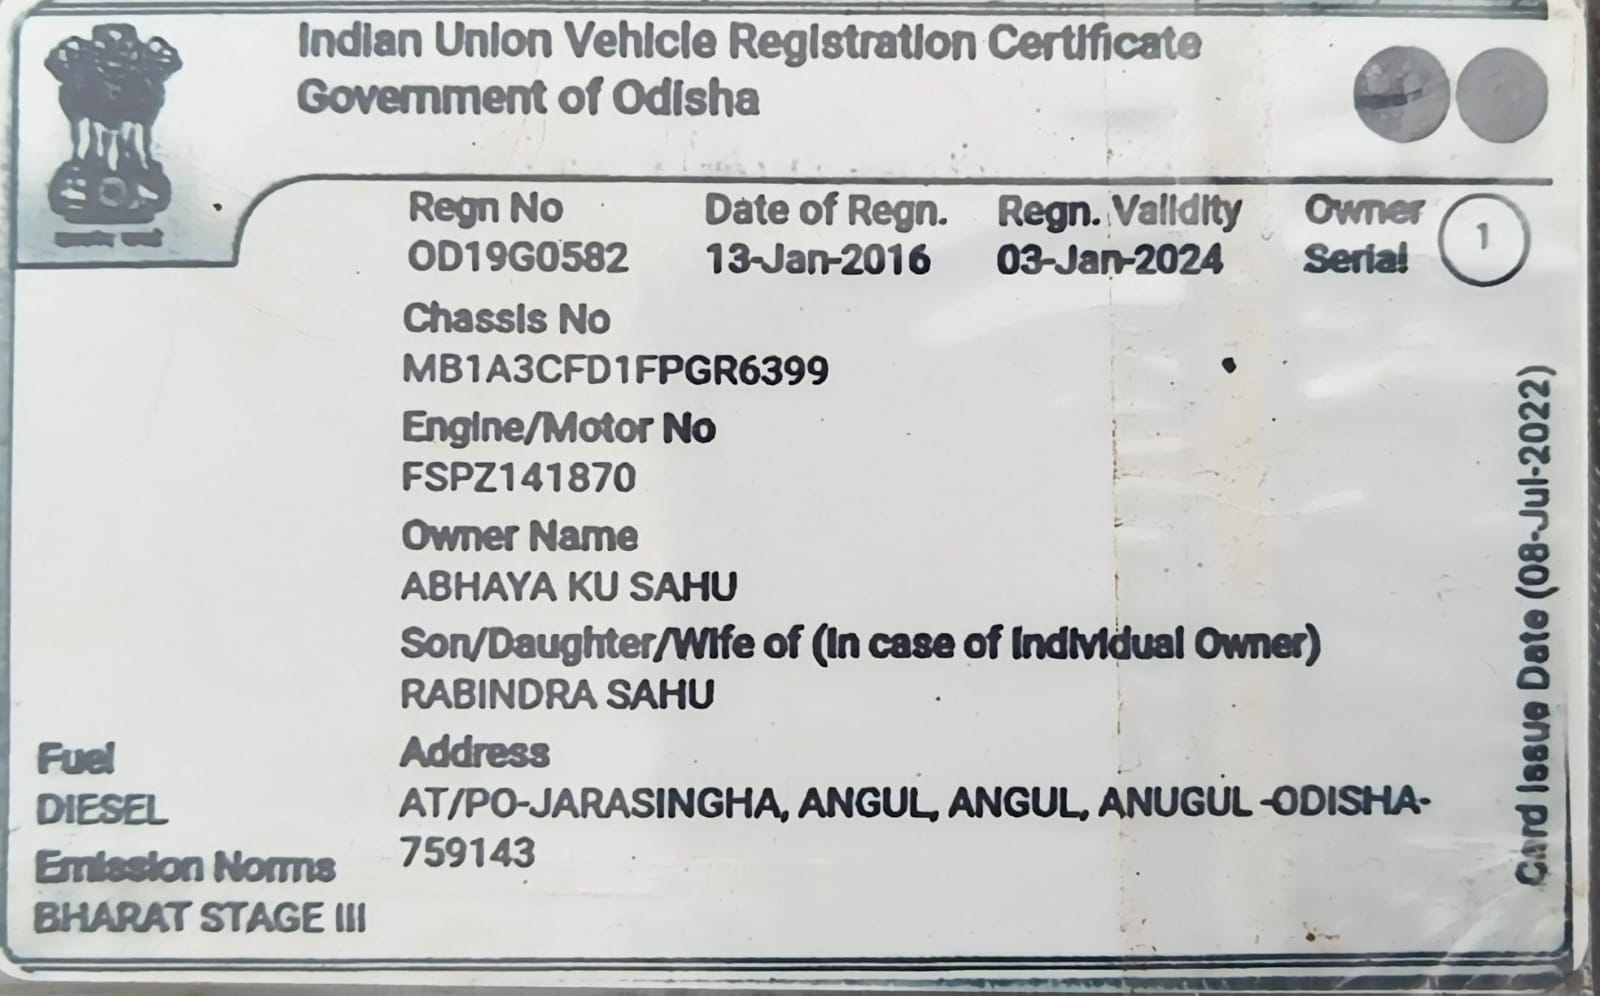 Indian Union Vehicle Registration Certificate
Government of Odisha
Regn No Date of Regn. Regn. Validity Owner
OD19G0582 13-Jan-2016 03-Jan-2024 Serial 1
Chassis No
MB1A3CFD1FPGR6399
Engine/Motor No
FSPZ141870
Owner Name
ABHAYA KU SAHU
Son/Daughter/Wife of (In case of Individual Owner)
RABINDRA SAHU
Fuel
DIESEL
Emission Norms
BHARAT STAGE III
Address
AT/PO-JARASINGHA, ANGUL, ANGUL, ANUGUL -ODISHA-
759143
Card Issue Date (08-Jul-2022)